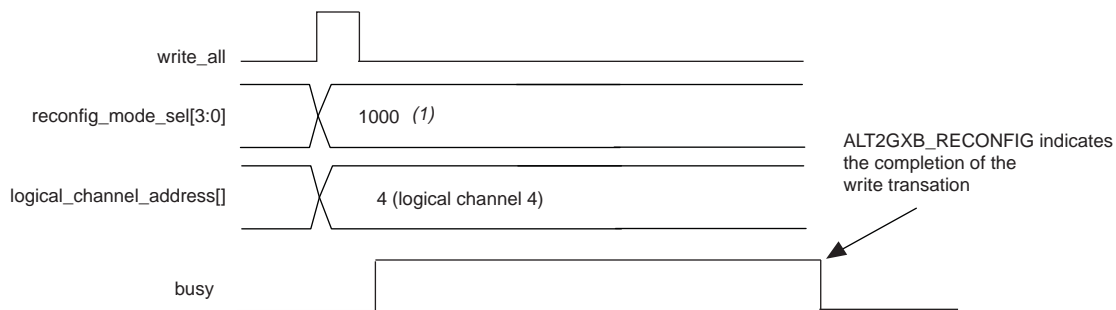 write_all
reconfig_mode_sel[3:0]
1000 (1)
logical_channel_address[]
4 (logical channel 4)
ALT2GXB_RECONFIG indicates
the completion of the
write transation
busy